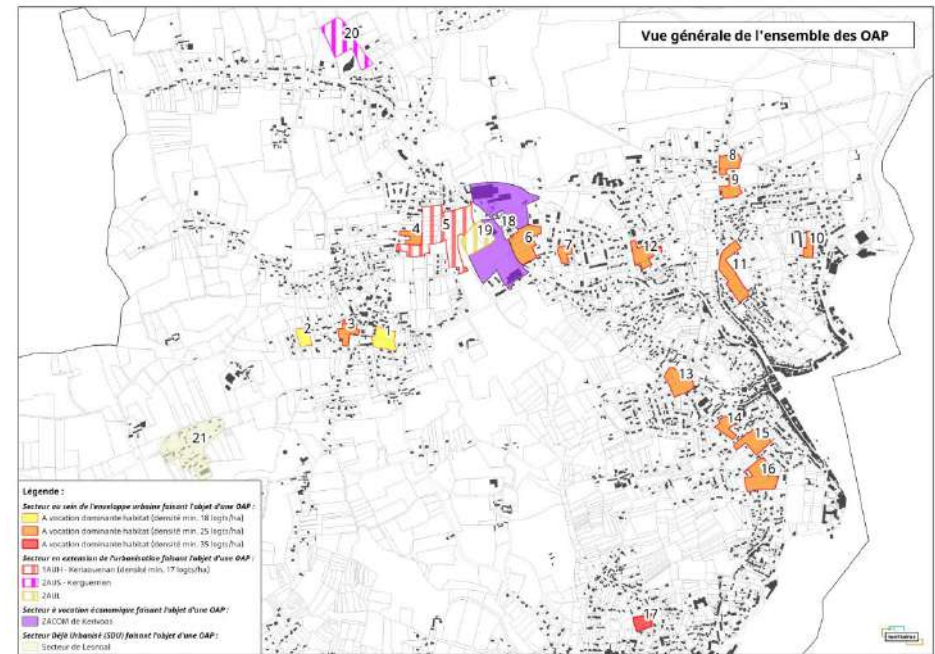 Vue générale de l'ensemble des OAP
20
8
9
5
4
18
19
6
7
12
10
11
2
3
1
13
14
15
16
21
17
Légende :
Secteur au sein de l'enveloppe urbaine faisant l'objet d'une OAP :
A vocation dominante habitat (densité min. 18 logts/ha)
A vocation dominante habitat (densité min. 25 logts/ha)
A vocation dominante habitat (densité min. 35 logts/ha)
Secteur en extension de l'urbanisation faisant l'objet d'une OAP :
1AUH - Kerlaouenan (densité min. 17 logts/ha)
2AUS - Kerguernen
2AUL
Secteur à vocation économique faisant l'objet d'une OAP :
ZACOM de Kerivoas
Secteur Déjà Urbanisé (SDU) faisant l'objet d'une OAP :
Secteur de Lesnoal